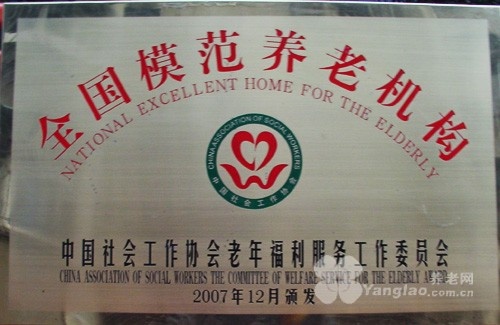 全国模范养老机构
NATIONAL EXCELLENT HOME FOR THE ELDERLY
CHINA ASSOCIATION OF SOCIAL WORKERS
中国社会工作协会
中国社会工作协会老年福利服务工作委员会
CHINA ASSOCIATION OF SOCIAL WORKERS THE COMMITTEE OF WELFARE SERVICE FOR THE ELDERLY
2007年12月颁发
养老网
Yanglao.com.cn